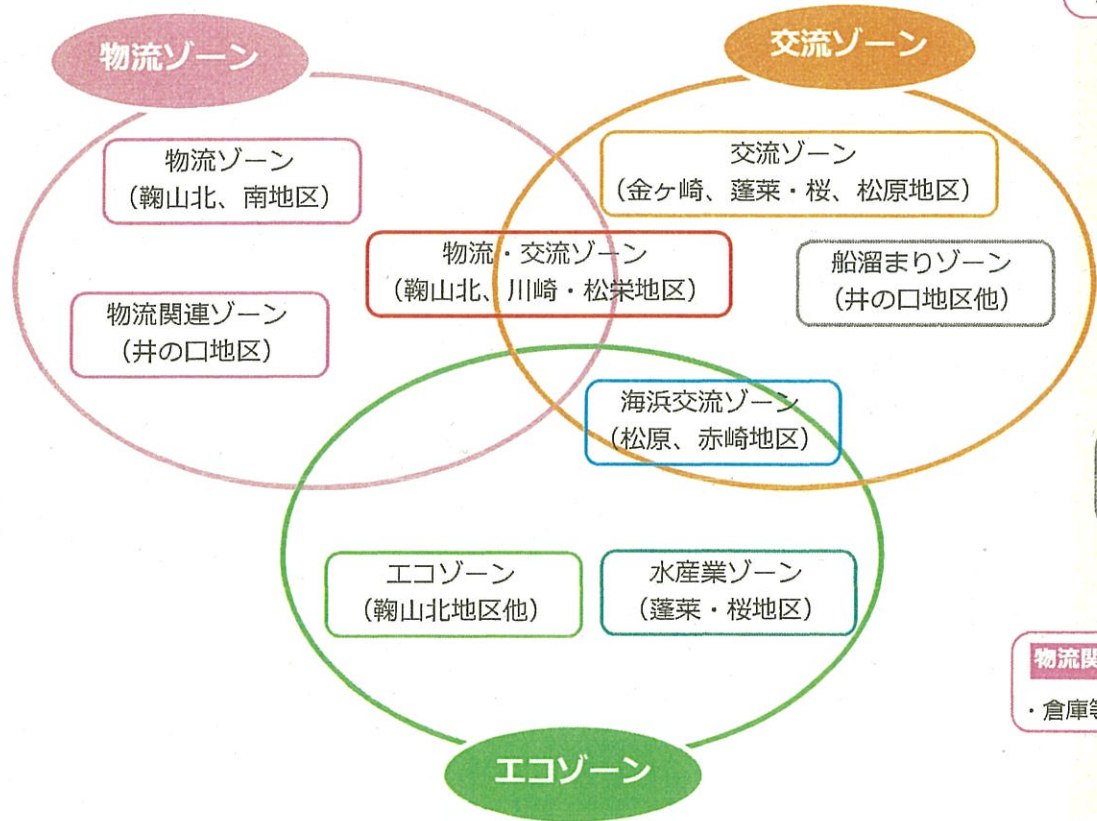 物流ゾーン
交流ゾーン
物流ゾーン
(鞠山北、南地区)
交流ゾーン
(金ヶ崎、蓬莱・桜、松原地区)
物流・交流ゾーン
(鞠山北、川崎・松栄地区)
船溜まりゾーン
(井の口地区他)
物流関連ゾーン
(井の口地区)
海浜交流ゾーン
(松原、赤崎地区)
エコゾーン
(鞠山北地区他)
水産業ゾーン
(蓬莱・桜地区)
物流関
・倉庫等
エコゾーン